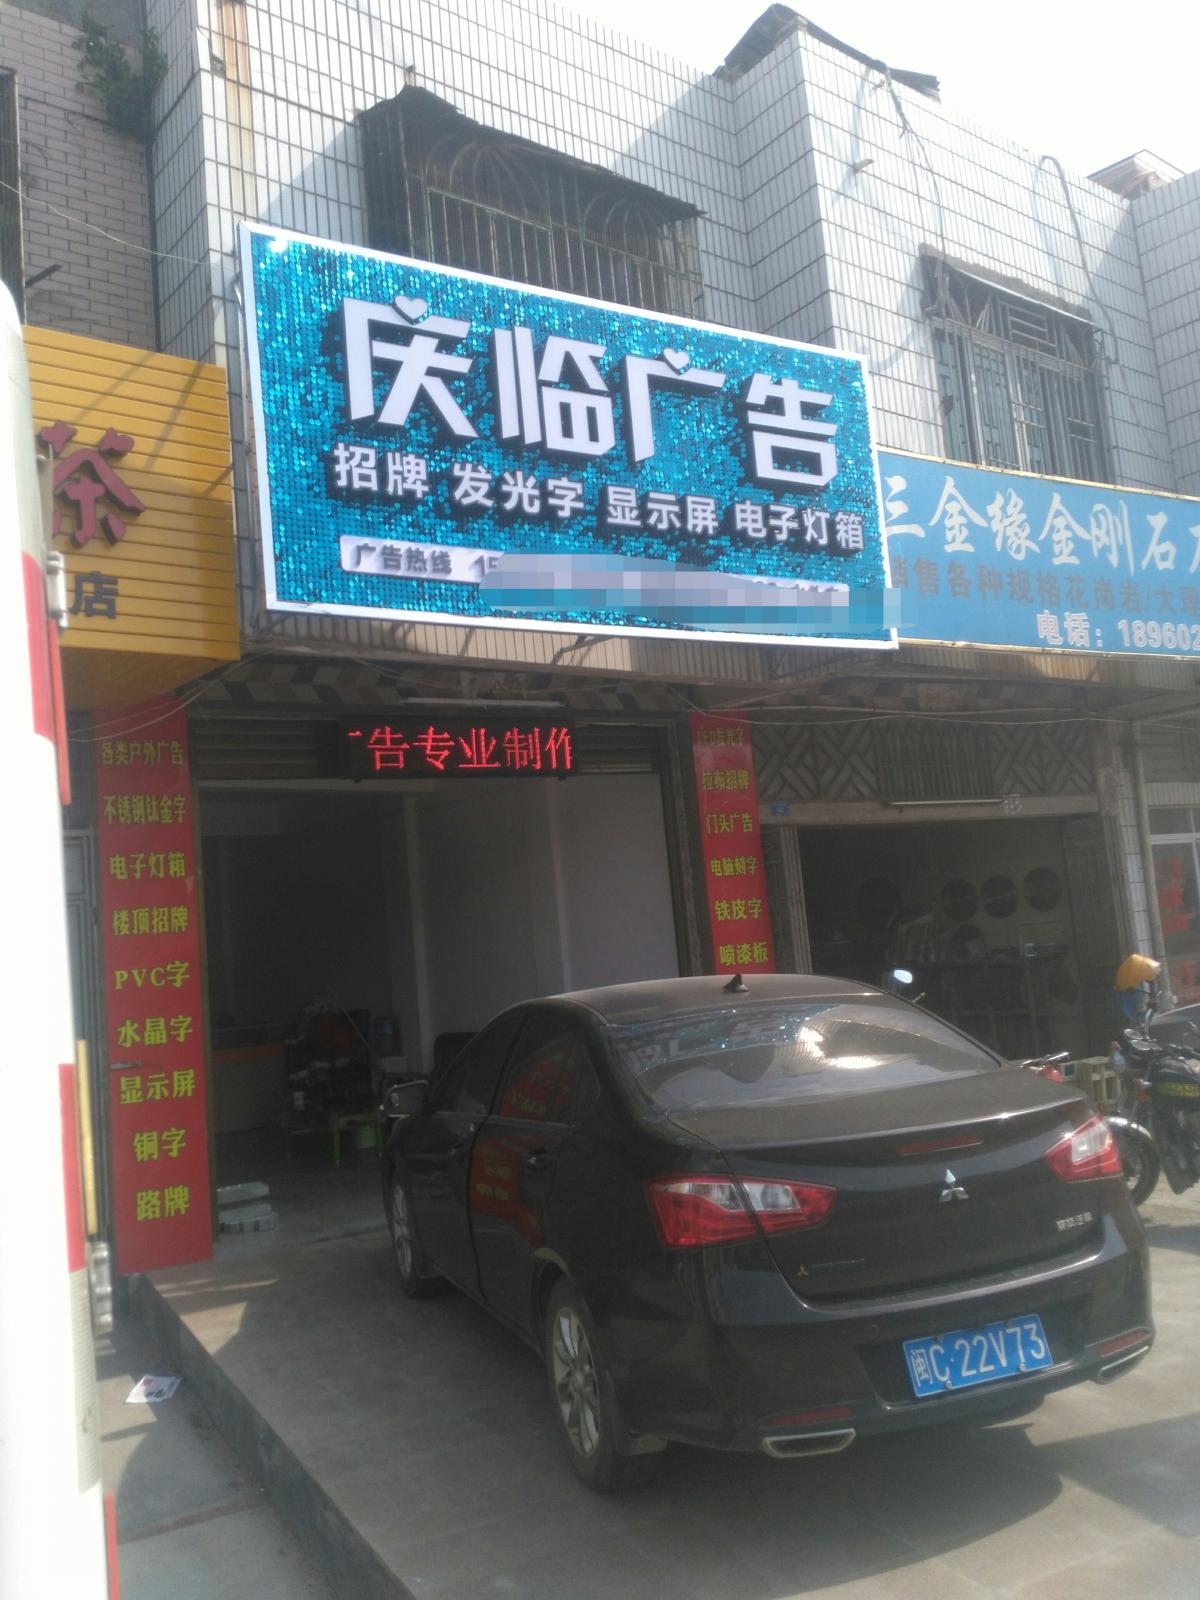 庆临广告
招牌 发光字 显示屏 电子灯箱
广告热线 15
三金缘金刚石
销售各种规格花岗岩/大理
电话：189602
茶
店
告专业制作
各类户外广告
不锈钢钛金字
电子灯箱
楼顶招牌
PVC字
水晶字
显示屏
铜字
路牌
LED发光字
拉布招牌
门头广告
电脑刻字
铁皮字
喷漆板
闽C·22V73